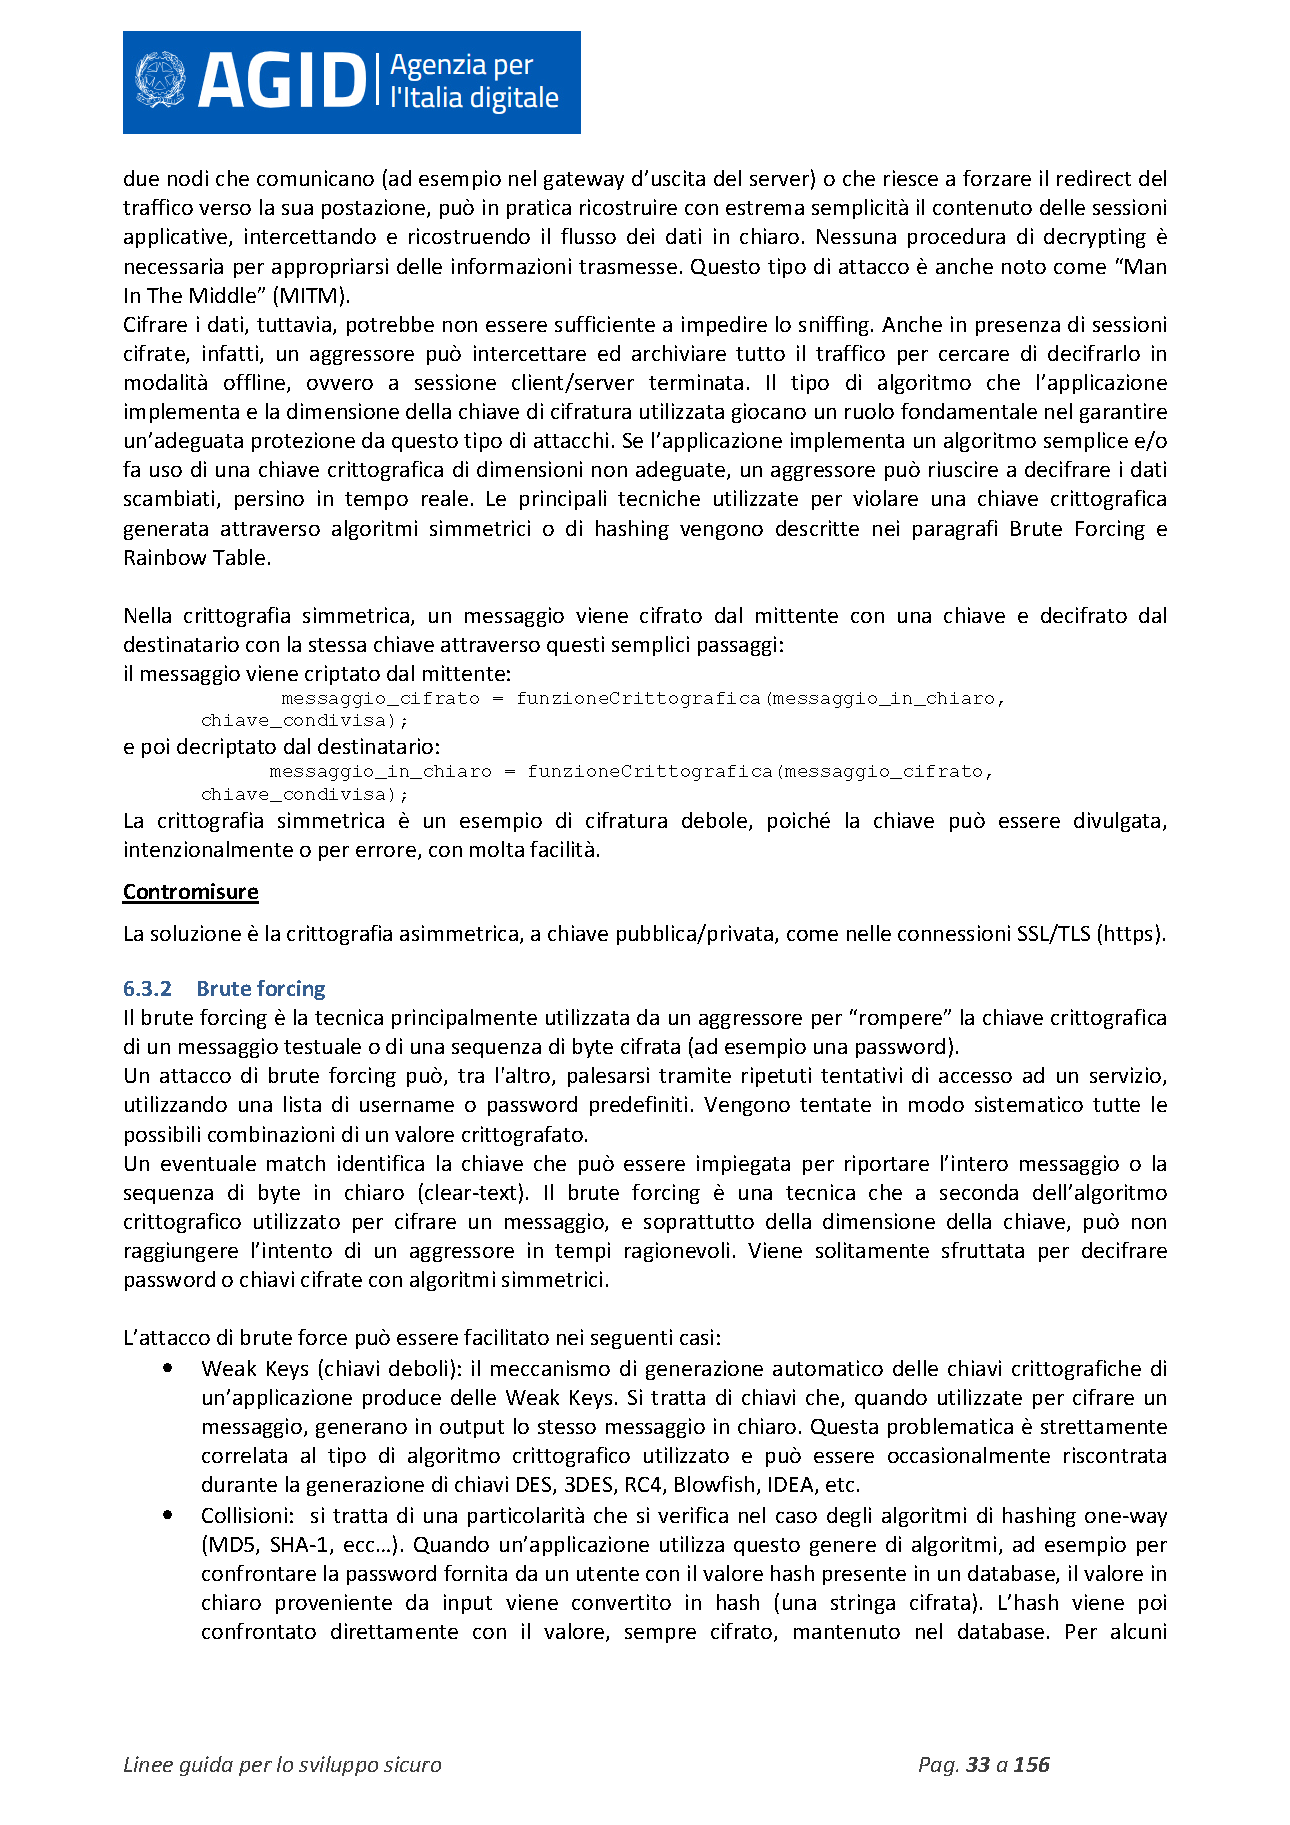 AGID Agenzia per
l'Italia digitale
due nodi che comunicano (ad esempio nel gateway d’uscita del server) o che riesce a forzare il redirect del
traffico verso la sua postazione, può in pratica ricostruire con estrema semplicità il contenuto delle sessioni
applicative, intercettando e ricostruendo il flusso dei dati in chiaro. Nessuna procedura di decrypting è
necessaria per appropriarsi delle informazioni trasmesse. Questo tipo di attacco è anche noto come “Man
In The Middle” (MITM).
Cifrare i dati, tuttavia, potrebbe non essere sufficiente a impedire lo sniffing. Anche in presenza di sessioni
cifrate, infatti, un aggressore può intercettare ed archiviare tutto il traffico per cercare di decifrarlo in
modalità offline, ovvero a sessione client/server terminata. Il tipo di algoritmo che l’applicazione
implementa e la dimensione della chiave di cifratura utilizzata giocano un ruolo fondamentale nel garantire
un’adeguata protezione da questo tipo di attacchi. Se l’applicazione implementa un algoritmo semplice e/o
fa uso di una chiave crittografica di dimensioni non adeguate, un aggressore può riuscire a decifrare i dati
scambiati, persino in tempo reale. Le principali tecniche utilizzate per violare una chiave crittografica
generata attraverso algoritmi simmetrici o di hashing vengono descritte nei paragrafi Brute Forcing e
Rainbow Table.
Nella crittografia simmetrica, un messaggio viene cifrato dal mittente con una chiave e decifrato dal
destinatario con la stessa chiave attraverso questi semplici passaggi:
il messaggio viene criptato dal mittente:
messaggio_cifrato = funzioneCrittografica(messaggio_in_chiaro,
chiave_condivisa);
e poi decriptato dal destinatario:
messaggio_in_chiaro = funzioneCrittografica(messaggio_cifrato,
chiave_condivisa);
La crittografia simmetrica è un esempio di cifratura debole, poiché la chiave può essere divulgata,
intenzionalmente o per errore, con molta facilità.
Contromisure
La soluzione è la crittografia asimmetrica, a chiave pubblica/privata, come nelle connessioni SSL/TLS (https).
6.3.2 Brute forcing
Il brute forcing è la tecnica principalmente utilizzata da un aggressore per “rompere” la chiave crittografica
di un messaggio testuale o di una sequenza di byte cifrata (ad esempio una password).
Un attacco di brute forcing può, tra l'altro, palesarsi tramite ripetuti tentativi di accesso ad un servizio,
utilizzando una lista di username o password predefiniti. Vengono tentate in modo sistematico tutte le
possibili combinazioni di un valore crittografato.
Un eventuale match identifica la chiave che può essere impiegata per riportare l’intero messaggio o la
sequenza di byte in chiaro (clear-text). Il brute forcing è una tecnica che a seconda dell’algoritmo
crittografico utilizzato per cifrare un messaggio, e soprattutto della dimensione della chiave, può non
raggiungere l’intento di un aggressore in tempi ragionevoli. Viene solitamente sfruttata per decifrare
password o chiavi cifrate con algoritmi simmetrici.
L’attacco di brute force può essere facilitato nei seguenti casi:
• Weak Keys (chiavi deboli): il meccanismo di generazione automatico delle chiavi crittografiche di
un’applicazione produce delle Weak Keys. Si tratta di chiavi che, quando utilizzate per cifrare un
messaggio, generano in output lo stesso messaggio in chiaro. Questa problematica è strettamente
correlata al tipo di algoritmo crittografico utilizzato e può essere occasionalmente riscontrata
durante la generazione di chiavi DES, 3DES, RC4, Blowfish, IDEA, etc.
• Collisioni: si tratta di una particolarità che si verifica nel caso degli algoritmi di hashing one-way
(MD5, SHA-1, ecc…). Quando un’applicazione utilizza questo genere di algoritmi, ad esempio per
confrontare la password fornita da un utente con il valore hash presente in un database, il valore in
chiaro proveniente da input viene convertito in hash (una stringa cifrata). L’hash viene poi
confrontato direttamente con il valore, sempre cifrato, mantenuto nel database. Per alcuni
Linee guida per lo sviluppo sicuro Pag. 33 a 156